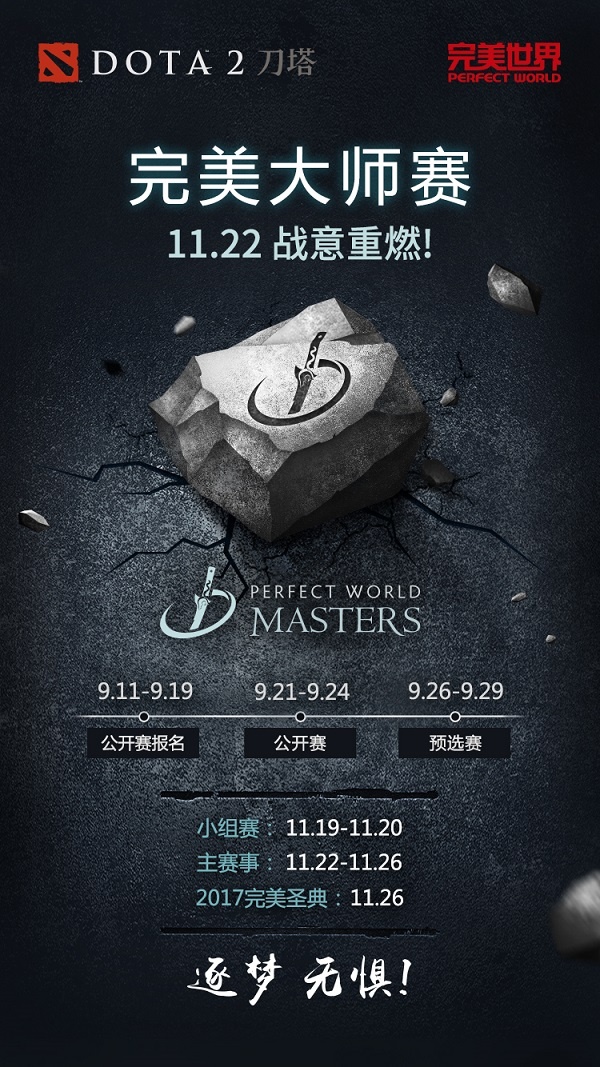 DOTA 2 刀塔
完美世界
PERFECT WORLD
完美大师赛
11.22 战意重燃!
PERFECT WORLD
MASTERS
9.11-9.19 9.21-9.24 9.26-9.29
公开赛报名 公开赛 预选赛
小组赛：11.19-11.20
主赛事：11.22-11.26
2017完美圣典：11.26
逐梦 无惧!